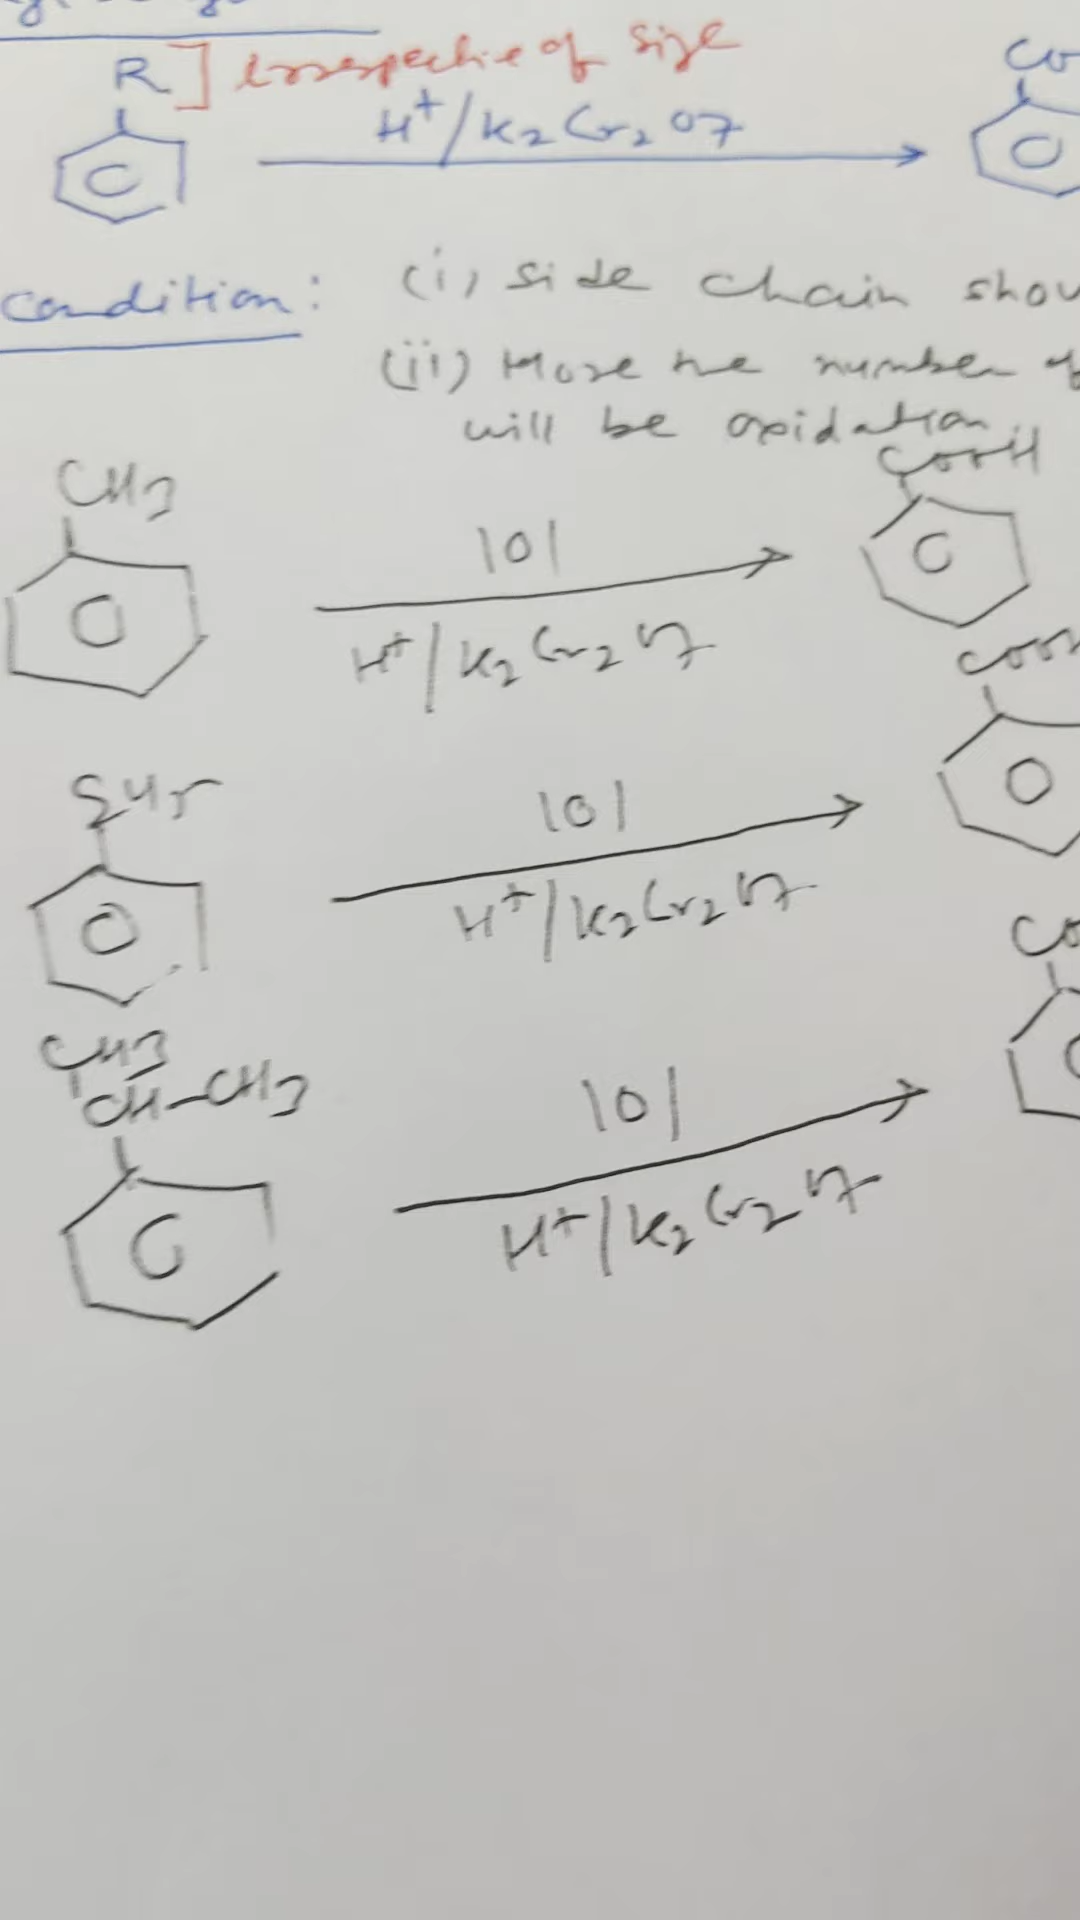 R ] Irrespective of size
H+/K2Cr2O7
Co
condition: (i) side chain shou
(ii) More the number of
will be oxidation
CH3
|O|
H+/K2Cr2O7
COOH
C2H5
|O|
H+/K2Cr2O7
COOH
CH3
CH-CH3
|O|
H+/K2Cr2O7
Co